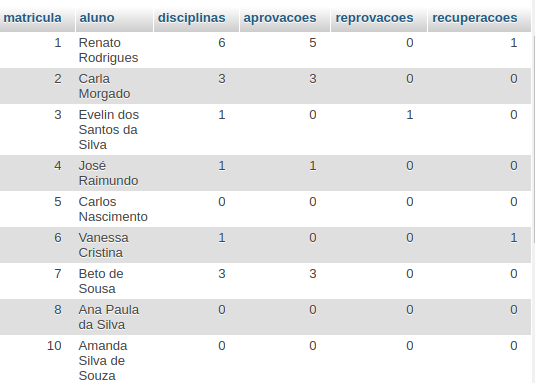 matricula aluno disciplinas aprovacoes reprovacoes recuperacoes
1 Renato 6 5 0 1
Rodrigues
2 Carla 3 3 0 0
Morgado
3 Evelin dos 1 0 1 0
Santos da
Silva
4 José 1 1 0 0
Raimundo
5 Carlos 0 0 0 0
Nascimento
6 Vanessa 1 0 0 1
Cristina
7 Beto de 3 3 0 0
Sousa
8 Ana Paula 0 0 0 0
da Silva
10 Amanda 0 0 0 0
Silva de
Souza